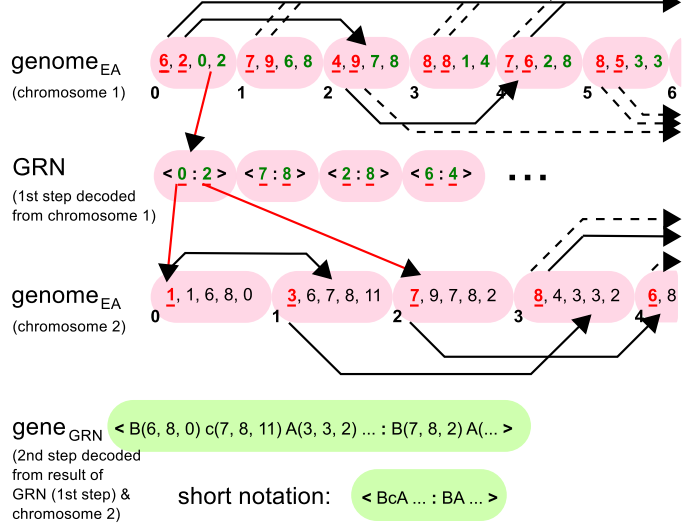 genomeEA
(chromosome 1)
6, 2, 0, 2
7, 9, 6, 8
4, 9, 7, 8
8, 8, 1, 4
7, 6, 2, 8
8, 5, 3, 3
0
1
2
3
4
5
6
GRN
(1st step decoded
from chromosome 1)
< 0 : 2 >
< 7 : 8 >
< 2 : 8 >
< 6 : 4 >
...
genomeEA
(chromosome 2)
1, 1, 6, 8, 0
3, 6, 7, 8, 11
7, 9, 7, 8, 2
8, 4, 3, 3, 2
6, 8
0
1
2
3
4
geneGRN
(2nd step decoded
from result of
GRN (1st step) &
chromosome 2)
< B(6, 8, 0) c(7, 8, 11) A(3, 3, 2) ... : B(7, 8, 2) A(... >
short notation:
< BcA ... : BA ... >